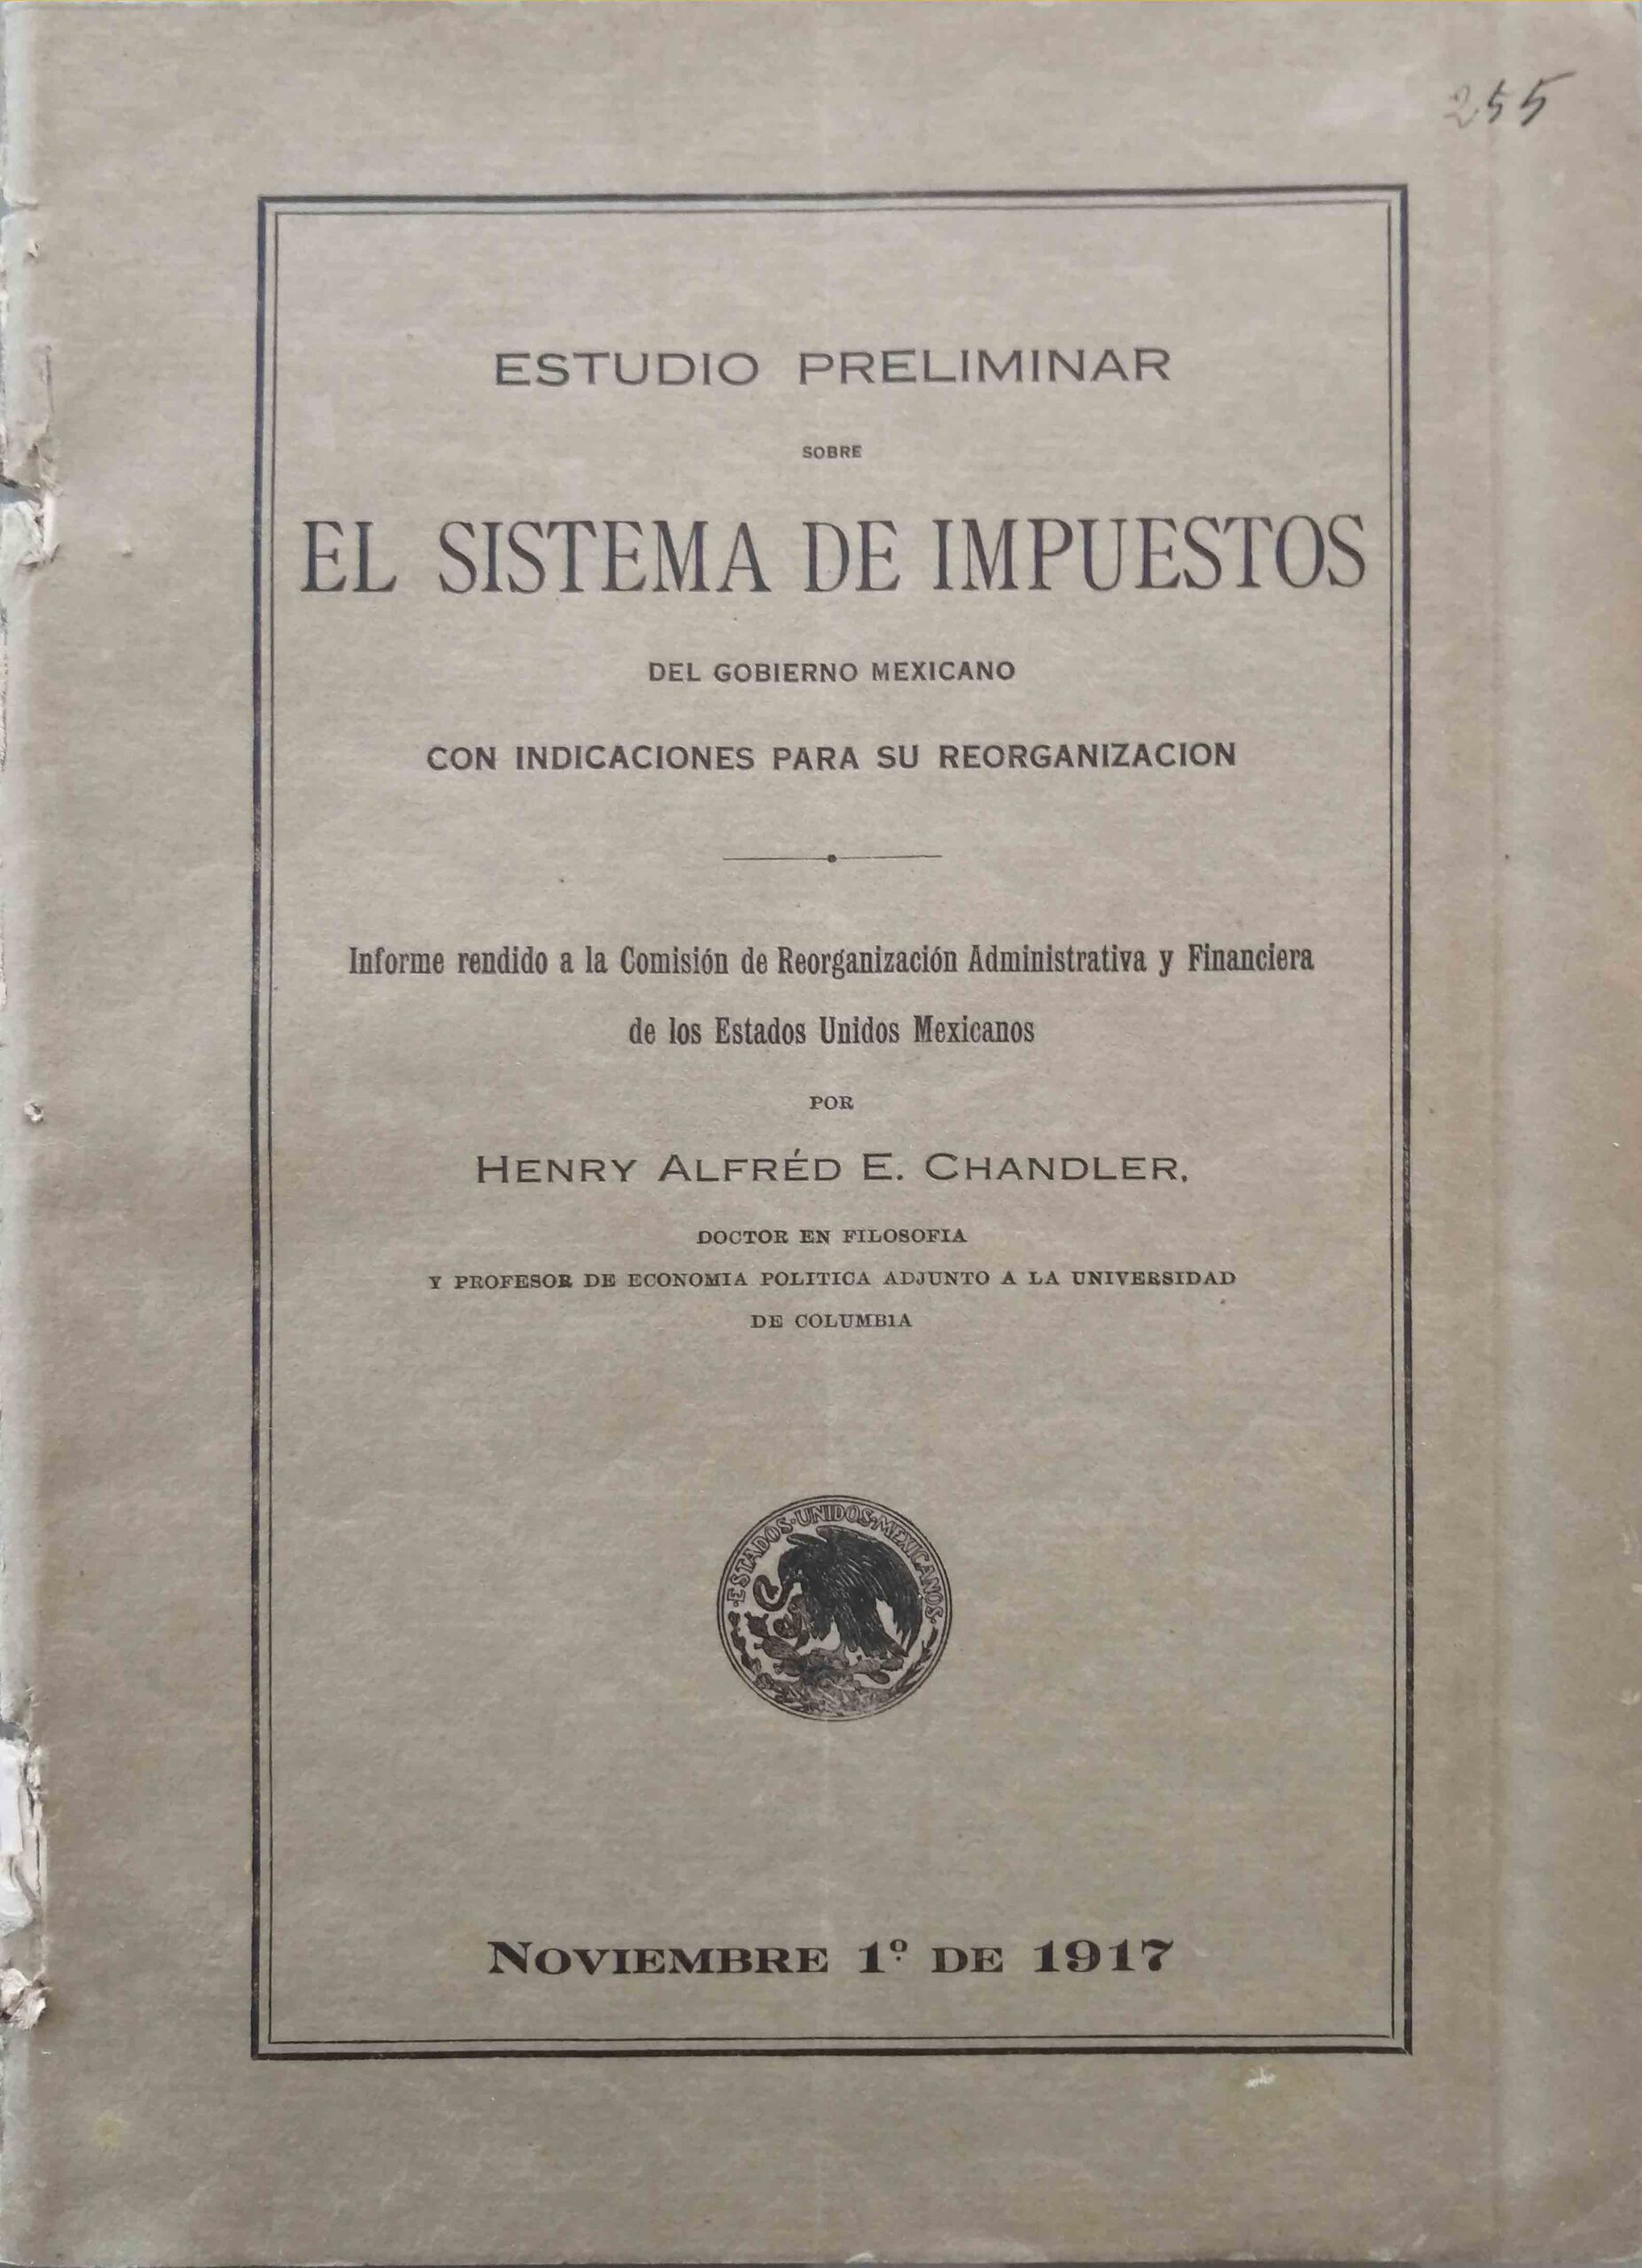 255
ESTUDIO PRELIMINAR
SOBRE
EL SISTEMA DE IMPUESTOS
DEL GOBIERNO MEXICANO
CON INDICACIONES PARA SU REORGANIZACION
Informe rendido a la Comisión de Reorganización Administrativa y Financiera
de los Estados Unidos Mexicanos
POR
HENRY ALFRÉD E. CHANDLER,
DOCTOR EN FILOSOFIA
Y PROFESOR DE ECONOMIA POLITICA ADJUNTO A LA UNIVERSIDAD
DE COLUMBIA
·ESTADOS·UNIDOS·MEXICANOS·
NOVIEMBRE 1º DE 1917